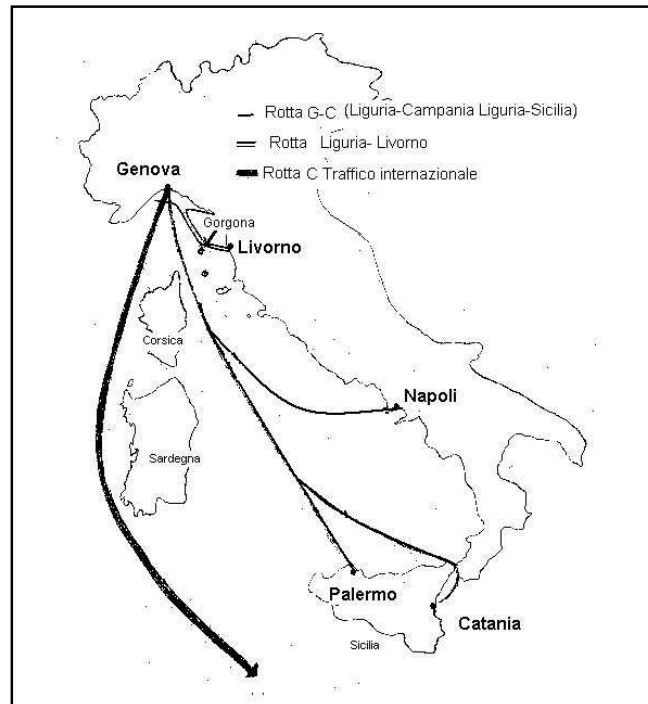 Rotta G-C (Liguria-Campania Liguria-Sicilia)
Rotta Liguria- Livorno
Genova
Rotta C Traffico internazionale
Gorgona
Livorno
Corsica
Napoli
Sardegna
Palermo
Catania
Sicilia